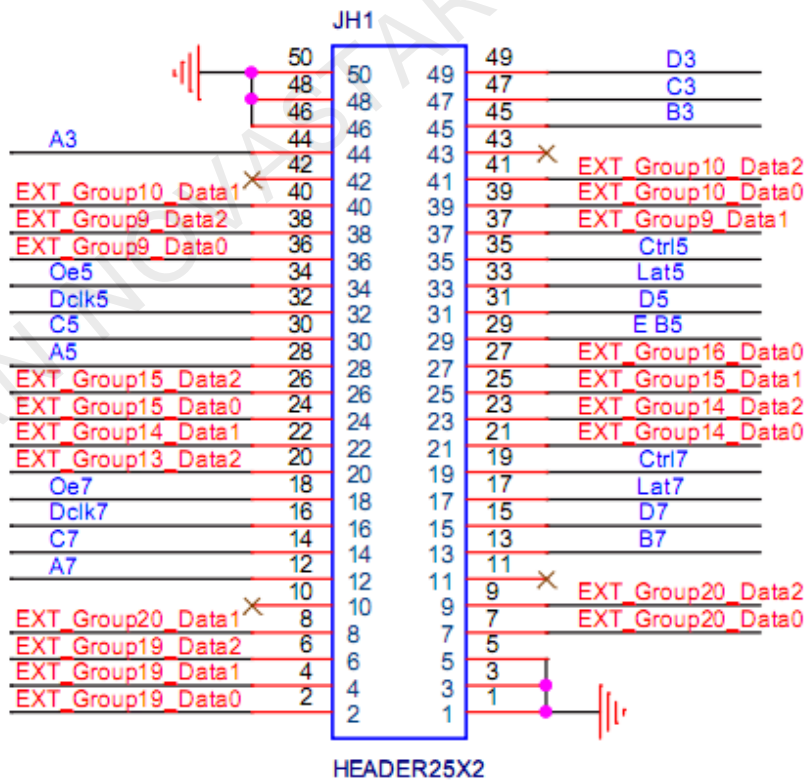 JH1
50 50 49 49 D3
48 48 47 47 C3
46 46 45 45 B3
A3 44 44 43 43
42 42 41 41 EXT_Group10_Data2
EXT_Group10_Data1 40 40 39 39 EXT_Group10_Data0
EXT_Group9_Data2 38 38 37 37 EXT_Group9_Data1
EXT_Group9_Data0 36 36 35 35 Ctrl5
Oe5 34 34 33 33 Lat5
Dclk5 32 32 31 31 D5
C5 30 30 29 29 E B5
A5 28 28 27 27 EXT_Group16_Data0
EXT_Group15_Data2 26 26 25 25 EXT_Group15_Data1
EXT_Group15_Data0 24 24 23 23 EXT_Group14_Data2
EXT_Group14_Data1 22 22 21 21 EXT_Group14_Data0
EXT_Group13_Data2 20 20 19 19 Ctrl7
Oe7 18 18 17 17 Lat7
Dclk7 16 16 15 15 D7
C7 14 14 13 13 B7
A7 12 12 11 11
10 10 9 9 EXT_Group20_Data2
EXT_Group20_Data1 8 8 7 7 EXT_Group20_Data0
EXT_Group19_Data2 6 6 5 5
EXT_Group19_Data1 4 4 3 3
EXT_Group19_Data0 2 2 1 1
HEADER25X2
NOVASTAR